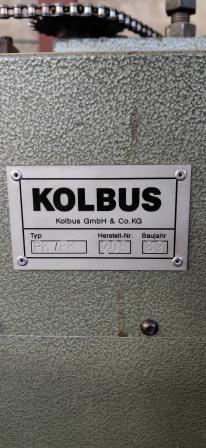 KOLBUS
Kolbus GmbH & Co.KG
Typ Herstell-Nr. Baujahr